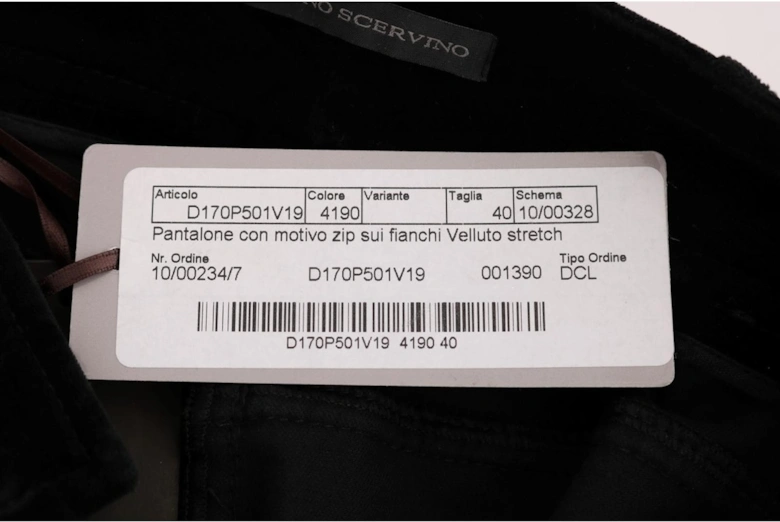 NO SCERVINO
Articolo Colore Variante Taglia Schema
D170P501V19 4190 40 10/00328
Pantalone con motivo zip sui fianchi Velluto stretch
Nr. Ordine Tipo Ordine
10/00234/7 D170P501V19 001390 DCL
D170P501V19 4190 40